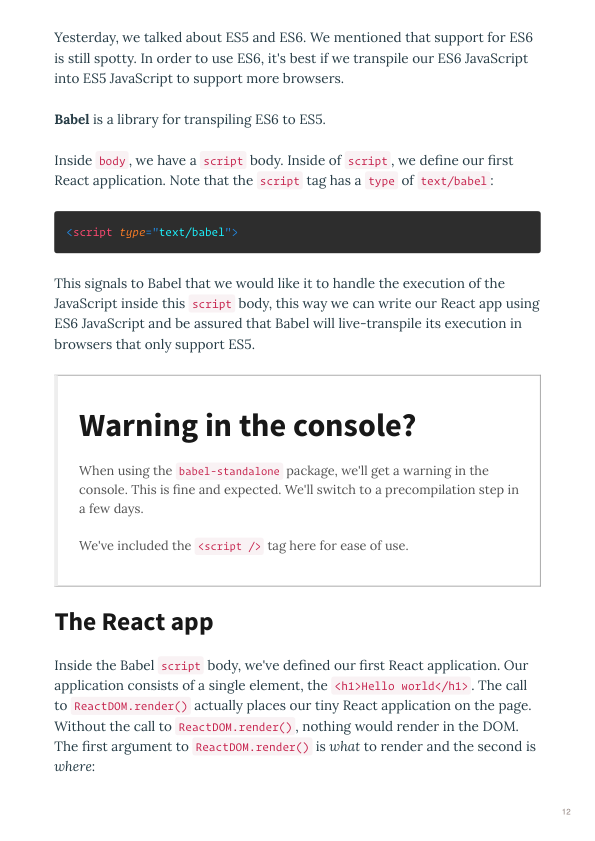 Yesterday, we talked about ES5 and ES6. We mentioned that support for ES6
is still spotty. In order to use ES6, it's best if we transpile our ES6 JavaScript
into ES5 JavaScript to support more browsers.
Babel is a library for transpiling ES6 to ES5.
Inside body, we have a script body. Inside of script, we define our first
React application. Note that the script tag has a type of text/babel:
<script type="text/babel">
This signals to Babel that we would like it to handle the execution of the
JavaScript inside this script body, this way we can write our React app using
ES6 JavaScript and be assured that Babel will live-transpile its execution in
browsers that only support ES5.
Warning in the console?
When using the babel-standalone package, we'll get a warning in the
console. This is fine and expected. We'll switch to a precompilation step in
a few days.
We've included the <script /> tag here for ease of use.
The React app
Inside the Babel script body, we've defined our first React application. Our
application consists of a single element, the <h1>Hello world</h1>. The call
to ReactDOM.render() actually places our tiny React application on the page.
Without the call to ReactDOM.render(), nothing would render in the DOM.
The first argument to ReactDOM.render() is what to render and the second is
where:
12